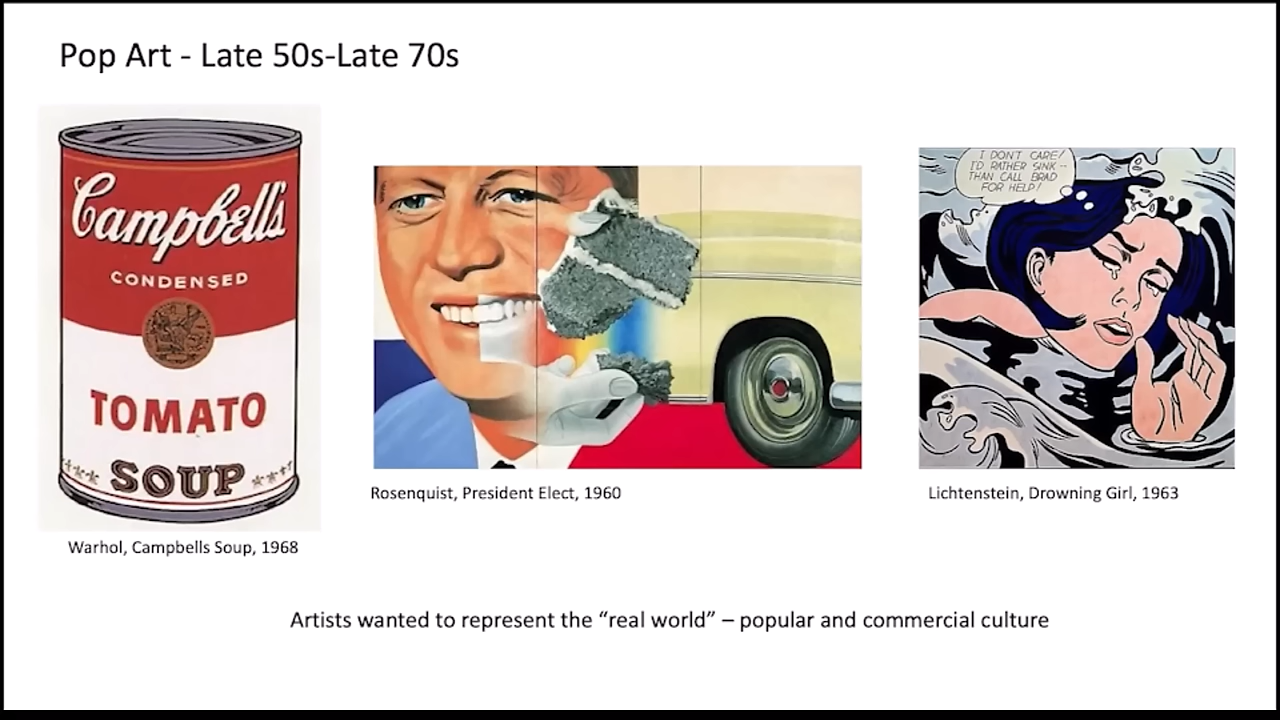 Pop Art - Late 50s-Late 70s
Campbell's
CONDENSED
TOMATO
SOUP
Warhol, Campbells Soup, 1968
Rosenquist, President Elect, 1960
I DON'T CARE!
I'D RATHER SINK --
THAN CALL BRAD
FOR HELP!
Lichtenstein, Drowning Girl, 1963
Artists wanted to represent the “real world” – popular and commercial culture